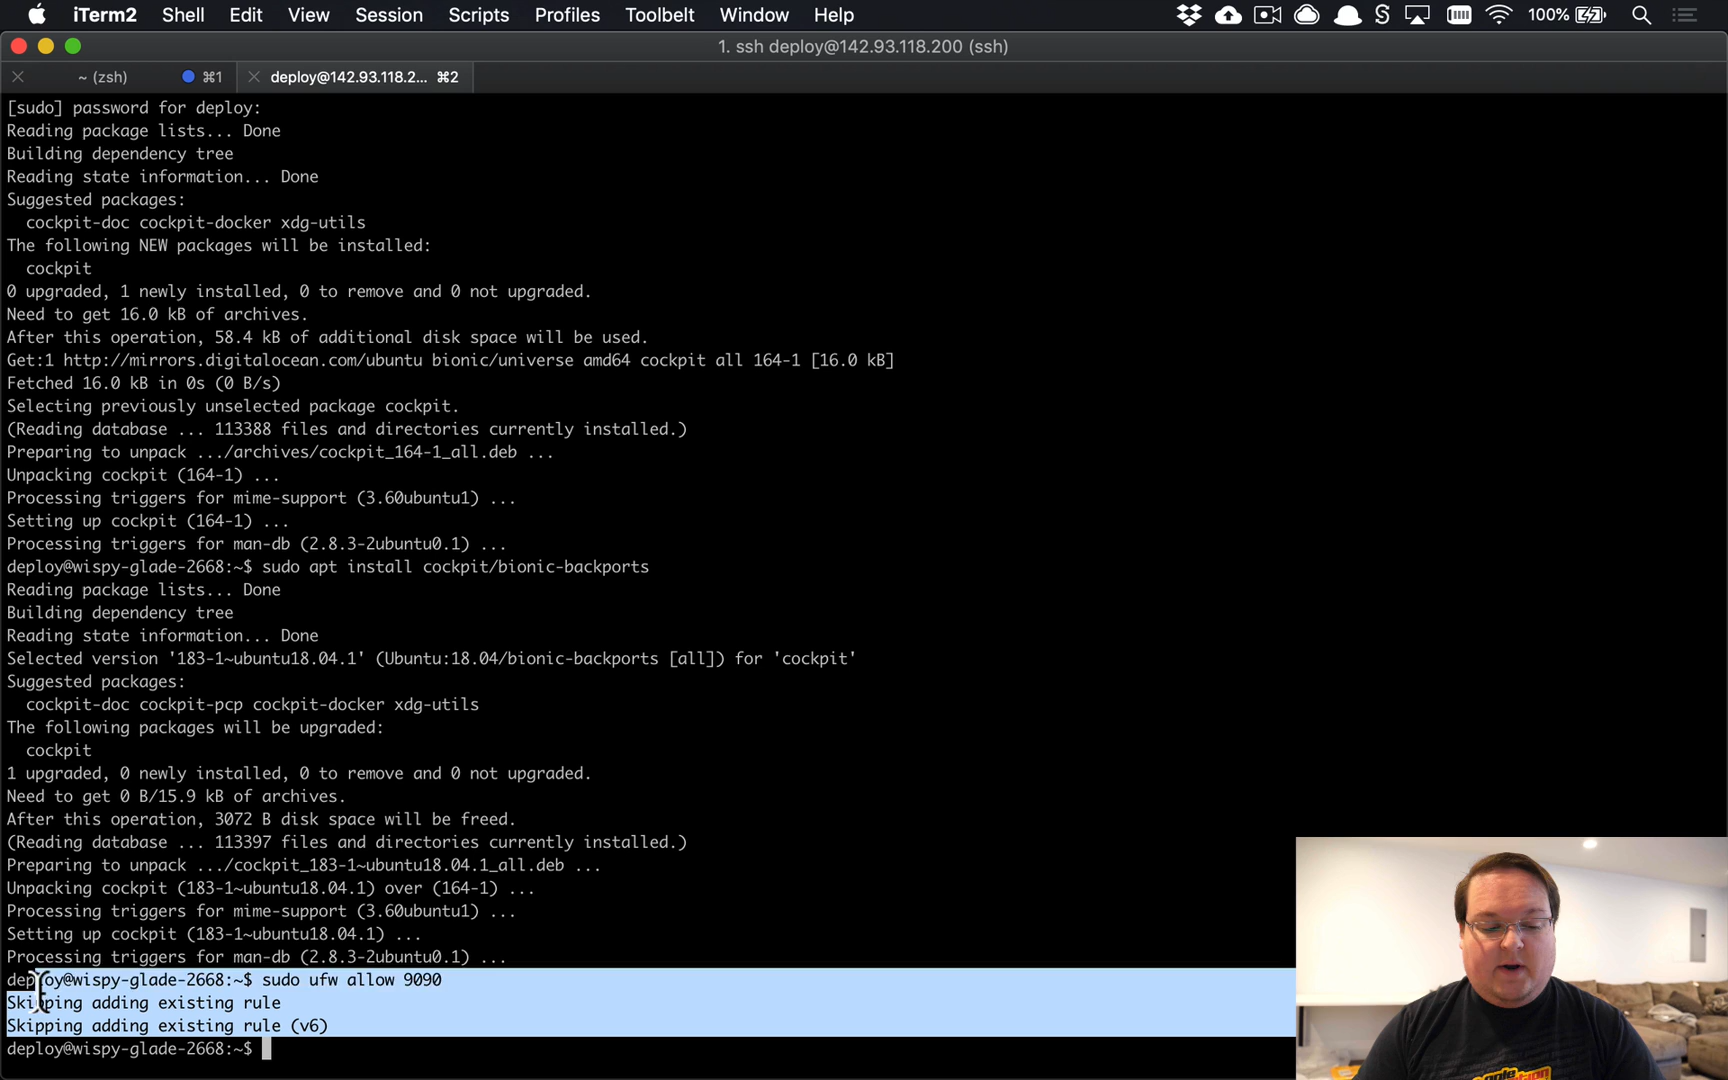 iTerm2 Shell Edit View Session Scripts Profiles Toolbelt Window Help 100%
1. ssh deploy@142.93.118.200 (ssh)
~ (zsh) ⌘1 deploy@142.93.118.2... ⌘2
[sudo] password for deploy:
Reading package lists... Done
Building dependency tree
Reading state information... Done
Suggested packages:
cockpit-doc cockpit-docker xdg-utils
The following NEW packages will be installed:
cockpit
0 upgraded, 1 newly installed, 0 to remove and 0 not upgraded.
Need to get 16.0 kB of archives.
After this operation, 58.4 kB of additional disk space will be used.
Get:1 http://mirrors.digitalocean.com/ubuntu bionic/universe amd64 cockpit all 164-1 [16.0 kB]
Fetched 16.0 kB in 0s (0 B/s)
Selecting previously unselected package cockpit.
(Reading database ... 113388 files and directories currently installed.)
Preparing to unpack .../archives/cockpit_164-1_all.deb ...
Unpacking cockpit (164-1) ...
Processing triggers for mime-support (3.60ubuntu1) ...
Setting up cockpit (164-1) ...
Processing triggers for man-db (2.8.3-2ubuntu0.1) ...
deploy@wispy-glade-2668:~$ sudo apt install cockpit/bionic-backports
Reading package lists... Done
Building dependency tree
Reading state information... Done
Selected version '183-1~ubuntu18.04.1' (Ubuntu:18.04/bionic-backports [all]) for 'cockpit'
Suggested packages:
cockpit-doc cockpit-pcp cockpit-docker xdg-utils
The following packages will be upgraded:
cockpit
1 upgraded, 0 newly installed, 0 to remove and 0 not upgraded.
Need to get 0 B/15.9 kB of archives.
After this operation, 3072 B disk space will be freed.
(Reading database ... 113397 files and directories currently installed.)
Preparing to unpack .../cockpit_183-1~ubuntu18.04.1_all.deb ...
Unpacking cockpit (183-1~ubuntu18.04.1) over (164-1) ...
Processing triggers for mime-support (3.60ubuntu1) ...
Setting up cockpit (183-1~ubuntu18.04.1) ...
Processing triggers for man-db (2.8.3-2ubuntu0.1) ...
deploy@wispy-glade-2668:~$ sudo ufw allow 9090
Skipping adding existing rule
Skipping adding existing rule (v6)
deploy@wispy-glade-2668:~$